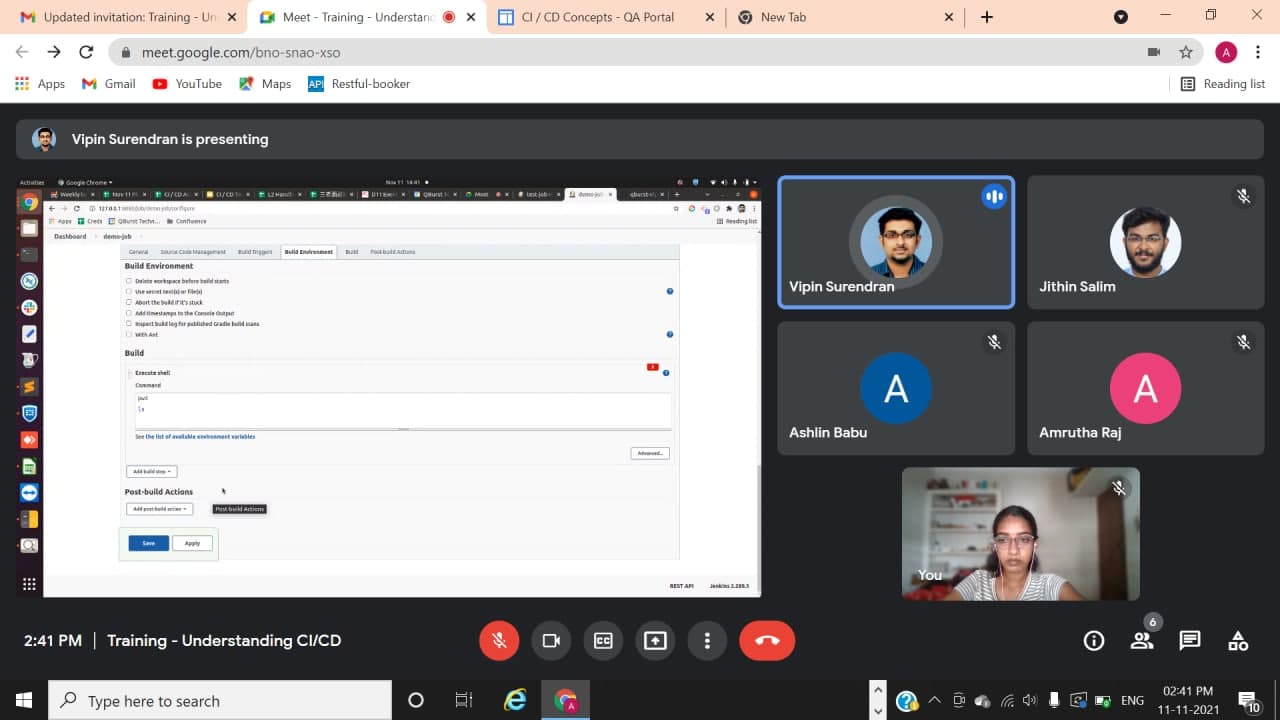 Updated invitation: Training - Un
Meet - Training - Understand
CI / CD Concepts - QA Portal
New Tab
meet.google.com/bno-snao-xso
A
Apps
Gmail
YouTube
Maps
API
Restful-booker
Reading list
Vipin Surendran is presenting
Activities
Google Chrome
Nov 11 14:41
Meet
demo-job
Apps
Creds
QBurst Techn...
Confluence
Reading list
Dashboard
demo-job
General
Source Code Management
Build Triggers
Build Environment
Build
Post-build Actions
Build Environment
Delete workspace before build starts
Use secret text(s) or file(s)
Abort the build if it's stuck
Add timestamps to the Console Output
Inspect build log for published Gradle build scans
With Ant
Build
Execute shell
X
Command
pwd
ls
See the list of available environment variables
Advanced...
Add build step
Post-build Actions
Add post-build action
Post-build Actions
Save
Apply
REST API
Jenkins 2.289.3
Vipin Surendran
Jithin Salim
A
Ashlin Babu
A
Amrutha Raj
You
2:41 PM | Training - Understanding CI/CD
CC
6
Type here to search
A
ENG
02:41 PM
11-11-2021
10